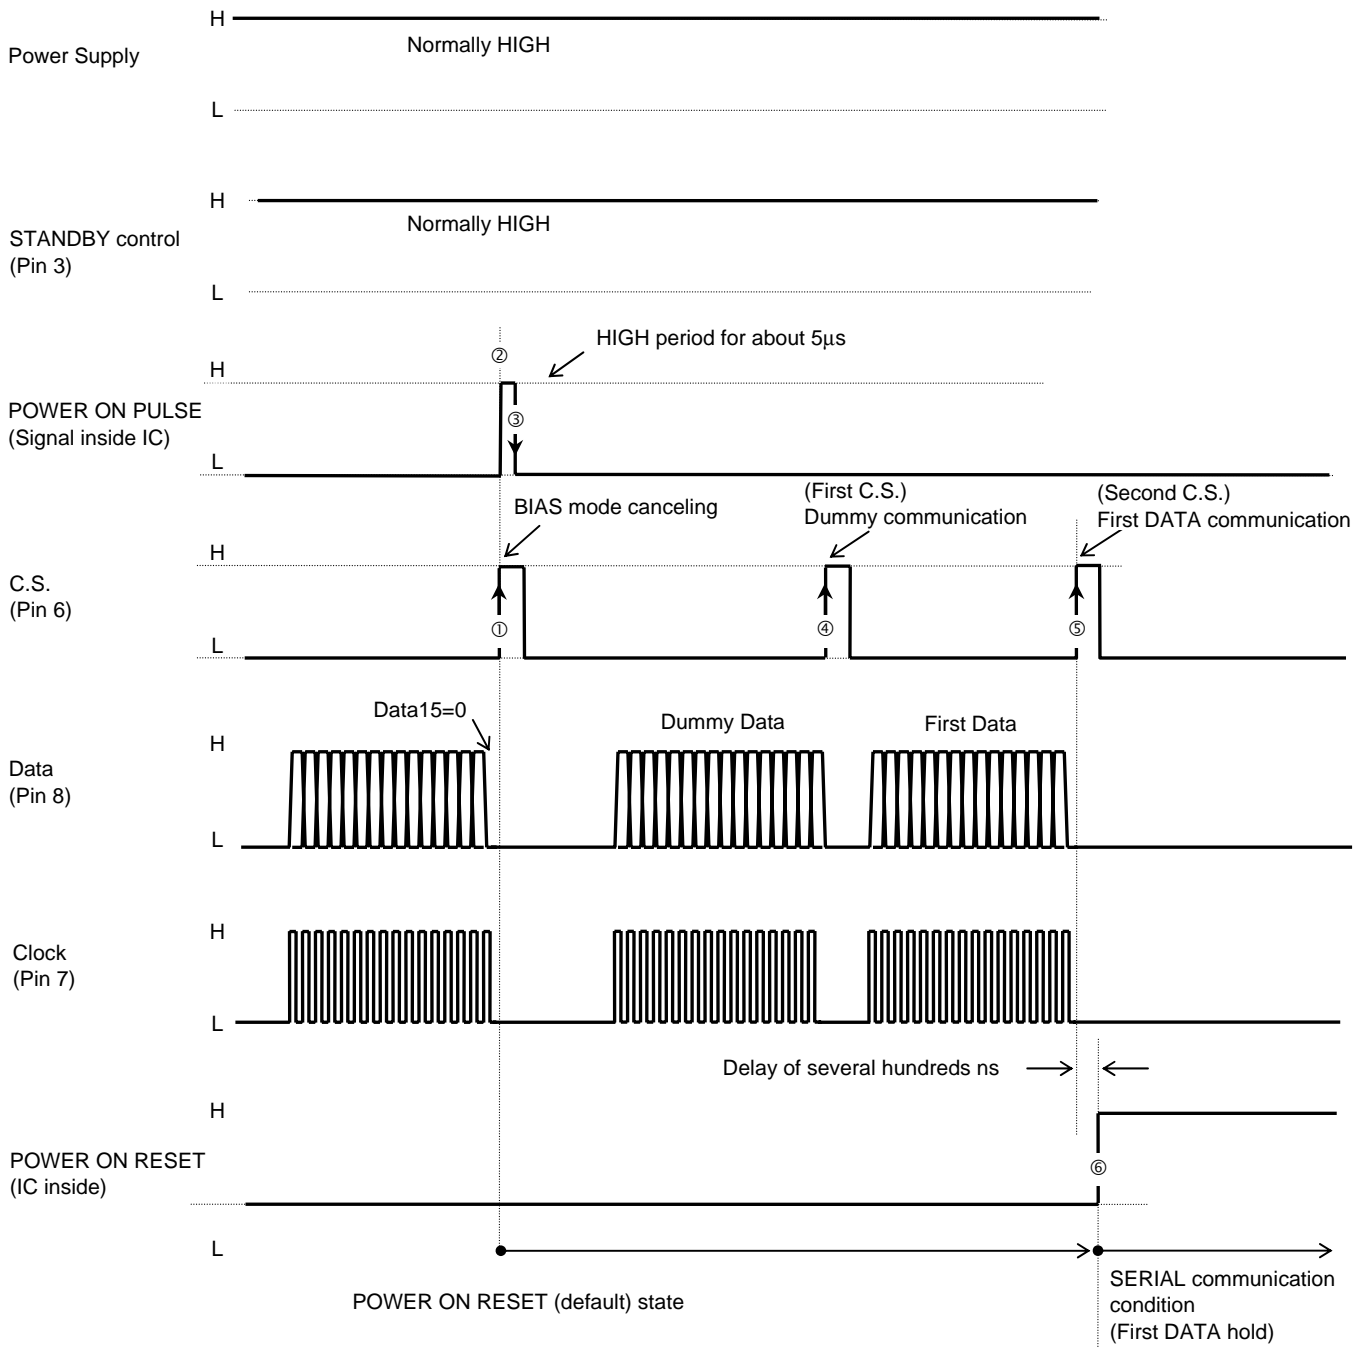 H
Power Supply
Normally HIGH
L
H
STANDBY control
(Pin 3)
Normally HIGH
L
HIGH period for about 5μs
②
H
③
POWER ON PULSE
(Signal inside IC)
L
BIAS mode canceling
(First C.S.)
Dummy communication
(Second C.S.)
First DATA communication
H
C.S.
(Pin 6)
①
④
⑤
L
Data15=0
Dummy Data
First Data
H
Data
(Pin 8)
L
H
Clock
(Pin 7)
L
Delay of several hundreds ns
H
POWER ON RESET
(IC inside)
⑥
L
POWER ON RESET (default) state
SERIAL communication
condition
(First DATA hold)